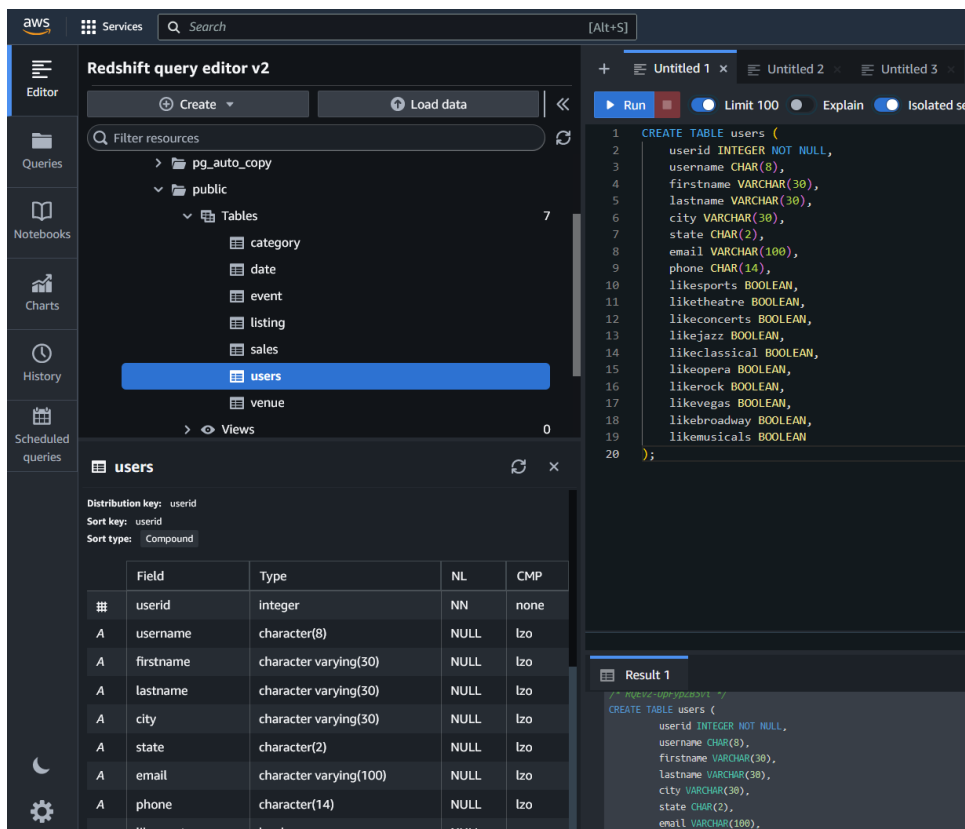 aws
Services
Search
[Alt+S]
Editor
Queries
Notebooks
Charts
History
Scheduled
queries
Redshift query editor v2
Create
Load data
Filter resources
pg_auto_copy
public
Tables 7
category
date
event
listing
sales
users
venue
Views 0
users
Distribution key: userid
Sort key: userid
Sort type: Compound
Field Type NL CMP
userid integer NN none
A username character(8) NULL lzo
A firstname character varying(30) NULL lzo
A lastname character varying(30) NULL lzo
A city character varying(30) NULL lzo
A state character(2) NULL lzo
A email character varying(100) NULL lzo
A phone character(14) NULL lzo
+ Untitled 1 × Untitled 2 × Untitled 3 ×
Run Limit 100 Explain Isolated se
1 CREATE TABLE users (
2 userid INTEGER NOT NULL,
3 username CHAR(8),
4 firstname VARCHAR(30),
5 lastname VARCHAR(30),
6 city VARCHAR(30),
7 state CHAR(2),
8 email VARCHAR(100),
9 phone CHAR(14),
10 likesports BOOLEAN,
11 liketheatre BOOLEAN,
12 likeconcerts BOOLEAN,
13 likejazz BOOLEAN,
14 likeclassical BOOLEAN,
15 likeopera BOOLEAN,
16 likerock BOOLEAN,
17 likevegas BOOLEAN,
18 likebroadway BOOLEAN,
19 likemusicals BOOLEAN
20 );
Result 1
CREATE TABLE users (
userid INTEGER NOT NULL,
username CHAR(8),
firstname VARCHAR(30),
lastname VARCHAR(30),
city VARCHAR(30),
state CHAR(2),
email VARCHAR(100),